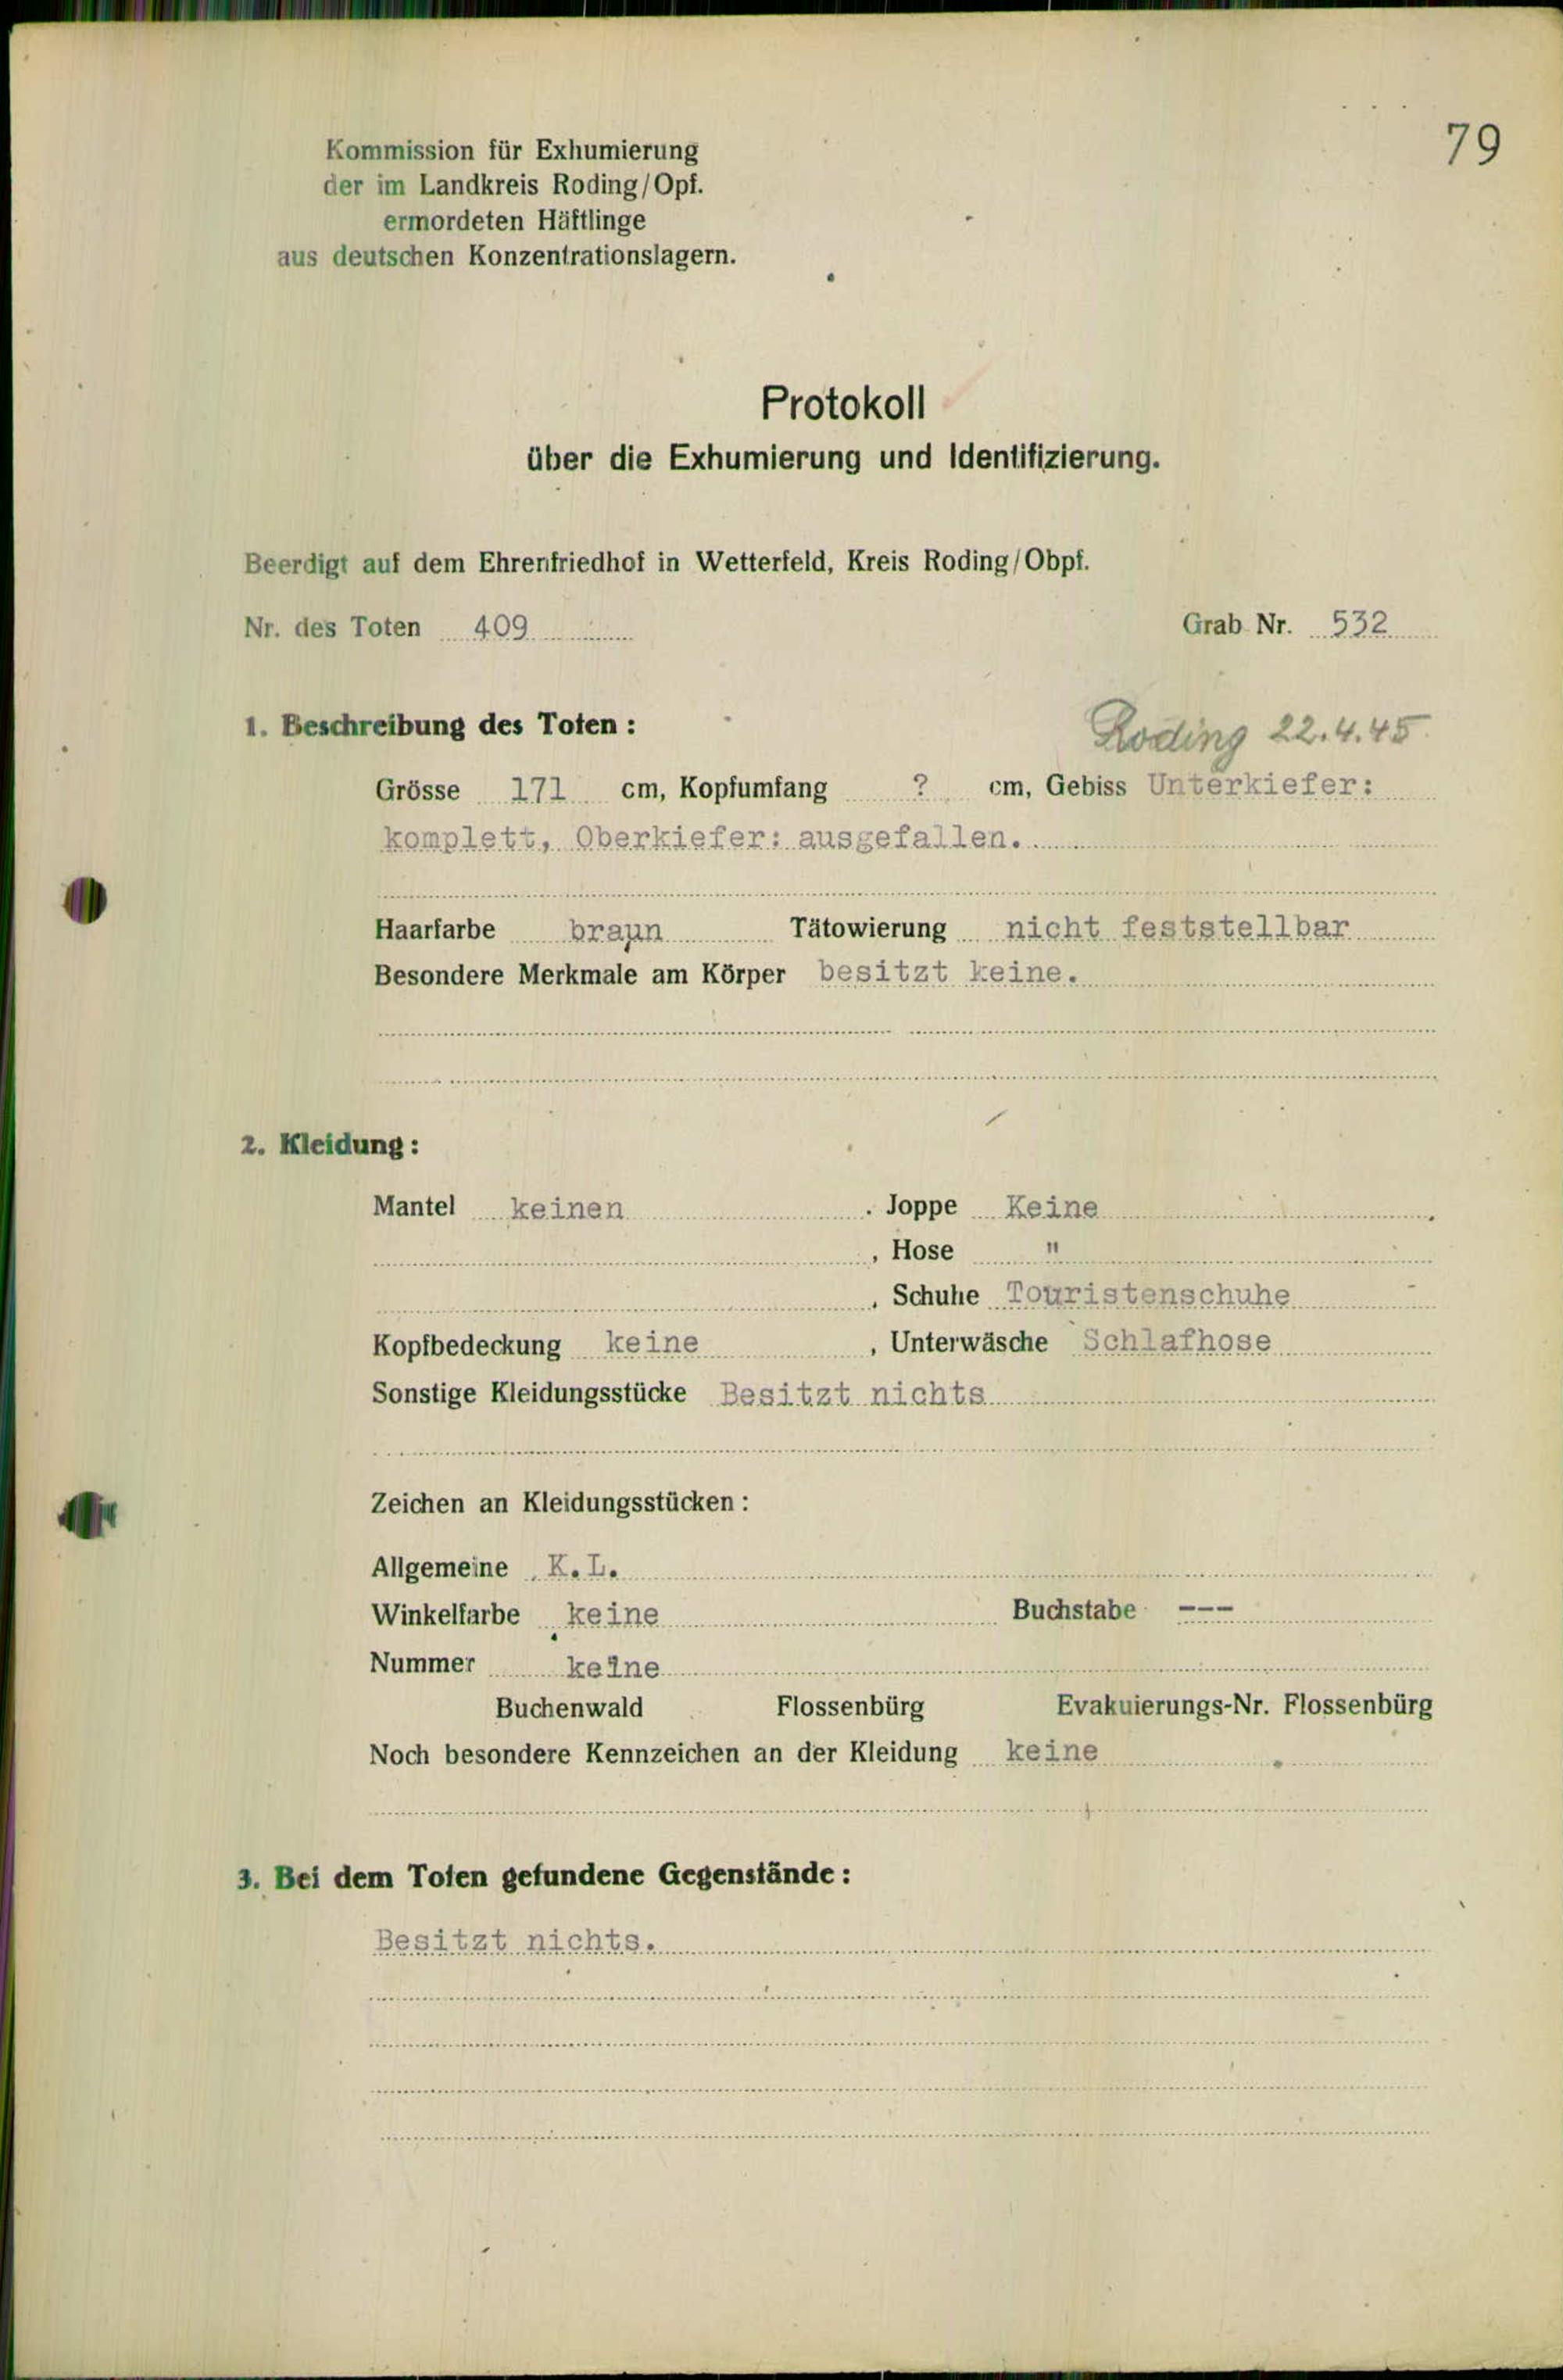 79
Kommission für Exhumierung
der im Landkreis Roding/Opf.
ermordeten Häftlinge
aus deutschen Konzentrationslagern.
Protokoll
über die Exhumierung und Identifizierung.
Beerdigt auf dem Ehrenfriedhof in Wetterfeld, Kreis Roding/Obpf.
Nr. des Toten 409 Grab Nr. 532
1. Beschreibung des Toten : Roding 22.4.45
Grösse 171 cm, Kopfumfang ? cm, Gebiss Unterkiefer:
komplett, Oberkiefer: ausgefallen.
Haarfarbe braun Tätowierung nicht feststellbar
Besondere Merkmale am Körper besitzt keine.
2. Kleidung :
Mantel keinen . Joppe Keine
, Hose "
, Schuhe Touristenschuhe
Kopfbedeckung keine , Unterwäsche Schlafhose
Sonstige Kleidungsstücke Besitzt nichts
Zeichen an Kleidungsstücken :
Allgemeine K.L.
Winkelfarbe keine Buchstabe ---
Nummer keine
Buchenwald Flossenbürg Evakuierungs-Nr. Flossenbürg
Noch besondere Kennzeichen an der Kleidung keine
3. Bei dem Toten gefundene Gegenstände :
Besitzt nichts.